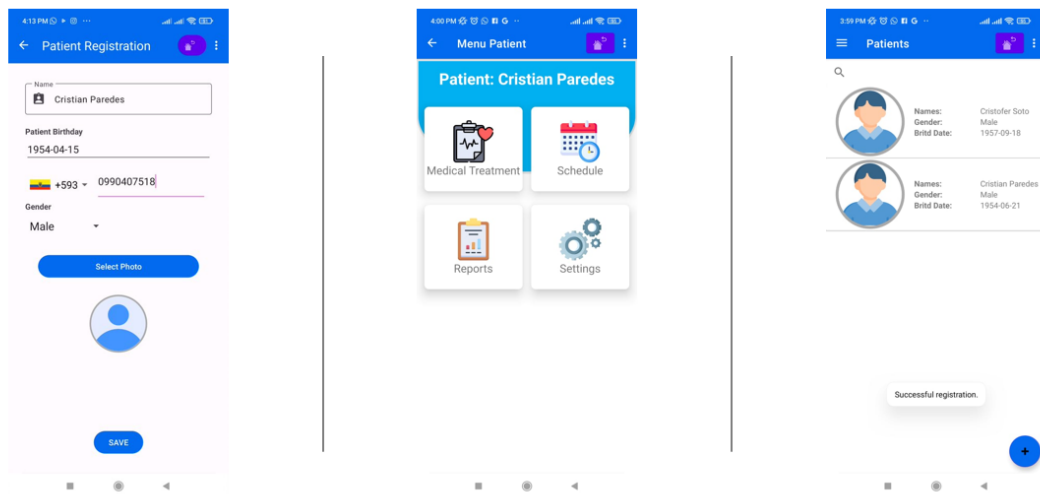 4:13 PM
Patient Registration
Name
Cristian Paredes
Patient Birthday
1954-04-15
+593 0990407518
Gender
Male
Select Photo
SAVE
4:00 PM
Menu Patient
Patient: Cristian Paredes
Medical Treatment
Schedule
Reports
Settings
3:59 PM
Patients
Names: Cristofer Soto
Gender: Male
Britd Date: 1957-09-18
Names: Cristian Paredes
Gender: Male
Britd Date: 1954-06-21
Successful registration.
+